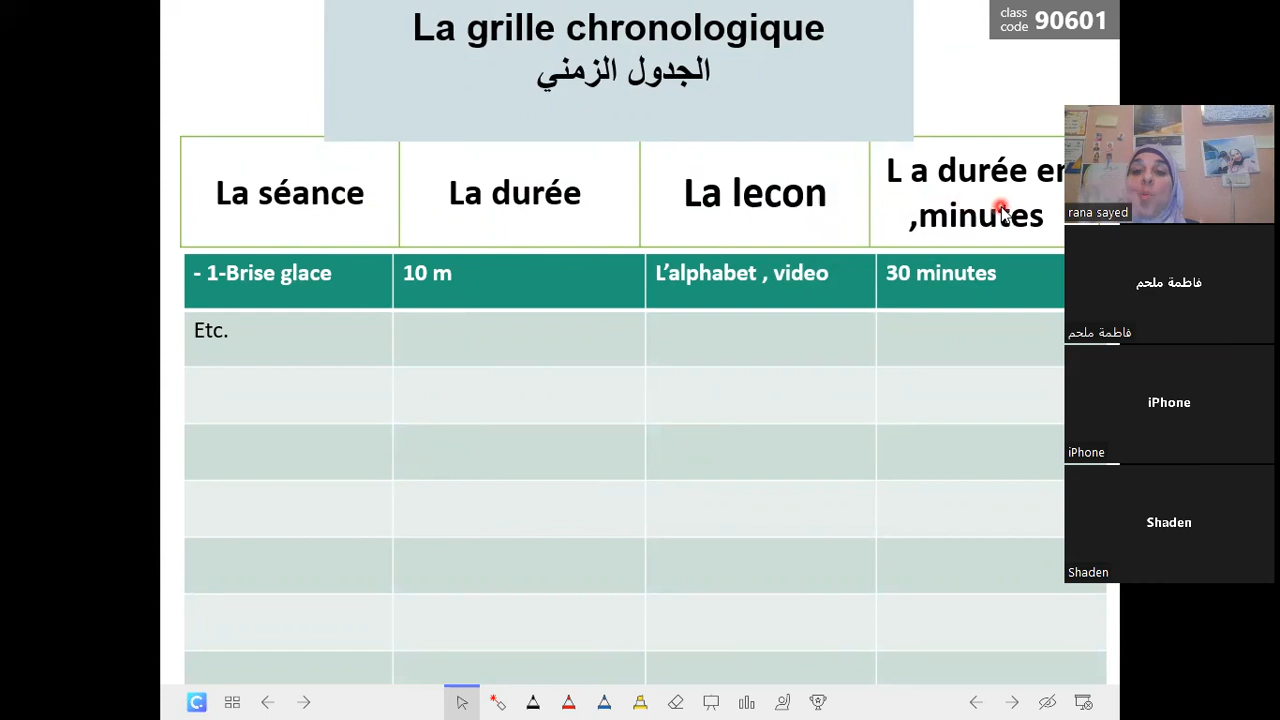 La grille chronologique
الجدول الزمني
class
code 90601
La séance
La durée
La lecon
L a durée en
,minutes
- 1-Brise glace
10 m
L'alphabet , video
30 minutes
Etc.
rana sayed
فاطمة ملحم
فاطمة ملحم
iPhone
iPhone
Shaden
Shaden